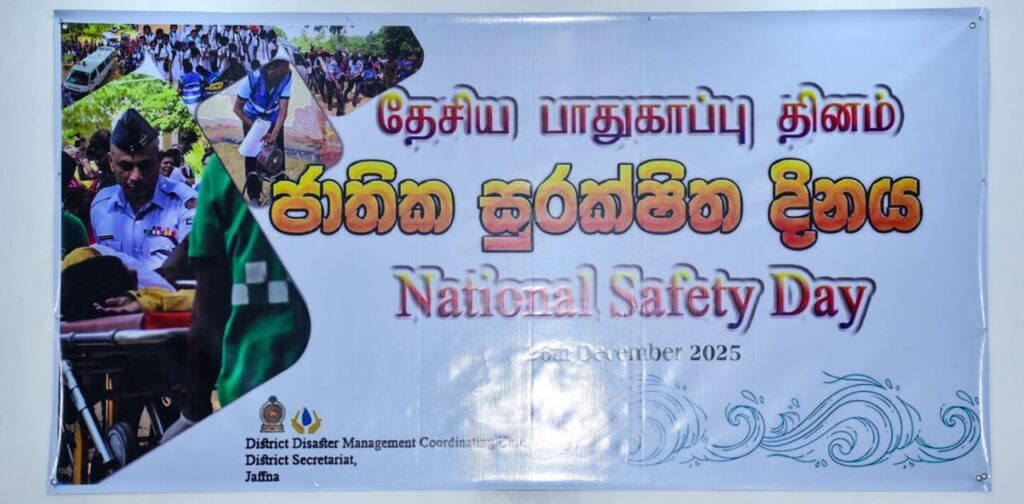 தேசிய பாதுகாப்பு தினம்
ජාතික සුරක්ෂිත දිනය
National Safety Day
December 2025
District Disaster Management Coordinating
District Secretariat,
Jaffna